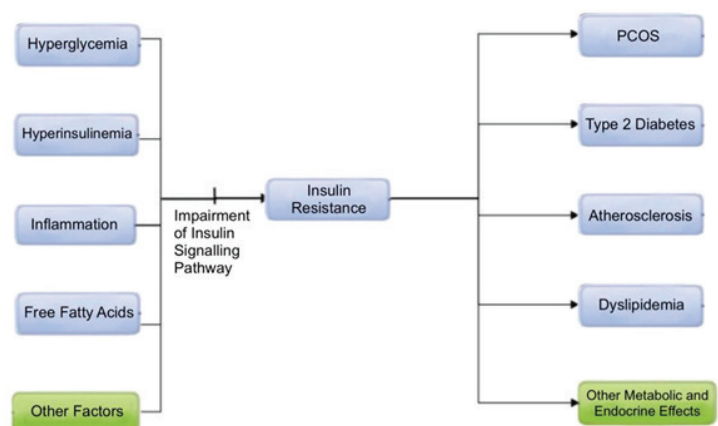 Hyperglycemia
Hyperinsulinemia
Inflammation
Free Fatty Acids
Other Factors
Impairment
of Insulin
Signalling
Pathway
Insulin
Resistance
PCOS
Type 2 Diabetes
Atherosclerosis
Dyslipidemia
Other Metabolic and
Endocrine Effects